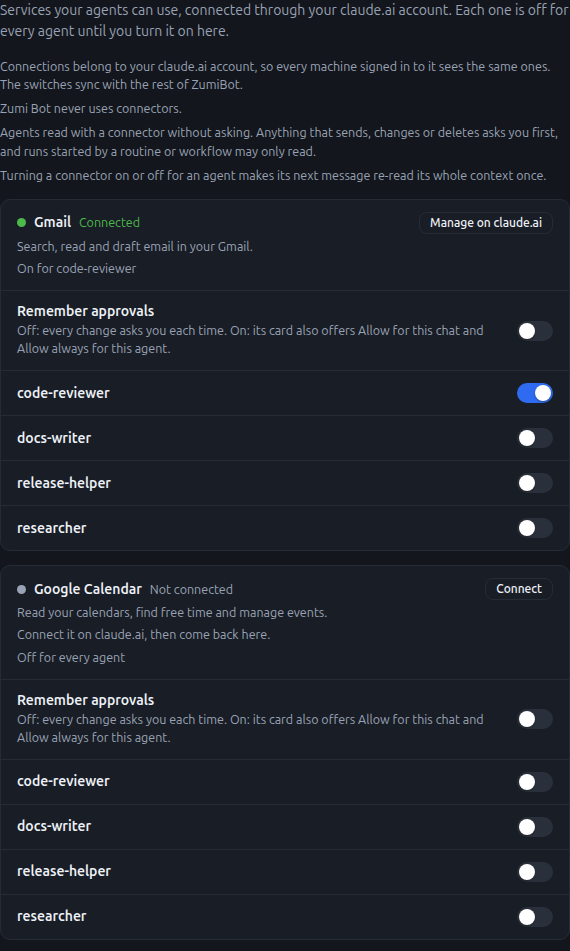 Services your agents can use, connected through your claude.ai account. Each one is off for
every agent until you turn it on here.
Connections belong to your claude.ai account, so every machine signed in to it sees the same ones.
The switches sync with the rest of ZumiBot.
Zumi Bot never uses connectors.
Agents read with a connector without asking. Anything that sends, changes or deletes asks you first,
and runs started by a routine or workflow may only read.
Turning a connector on or off for an agent makes its next message re-read its whole context once.
Gmail Connected
Manage on claude.ai
Search, read and draft email in your Gmail.
On for code-reviewer
Remember approvals
Off: every change asks you each time. On: its card also offers Allow for this chat and
Allow always for this agent.
code-reviewer
docs-writer
release-helper
researcher
Google Calendar Not connected
Connect
Read your calendars, find free time and manage events.
Connect it on claude.ai, then come back here.
Off for every agent
Remember approvals
Off: every change asks you each time. On: its card also offers Allow for this chat and
Allow always for this agent.
code-reviewer
docs-writer
release-helper
researcher